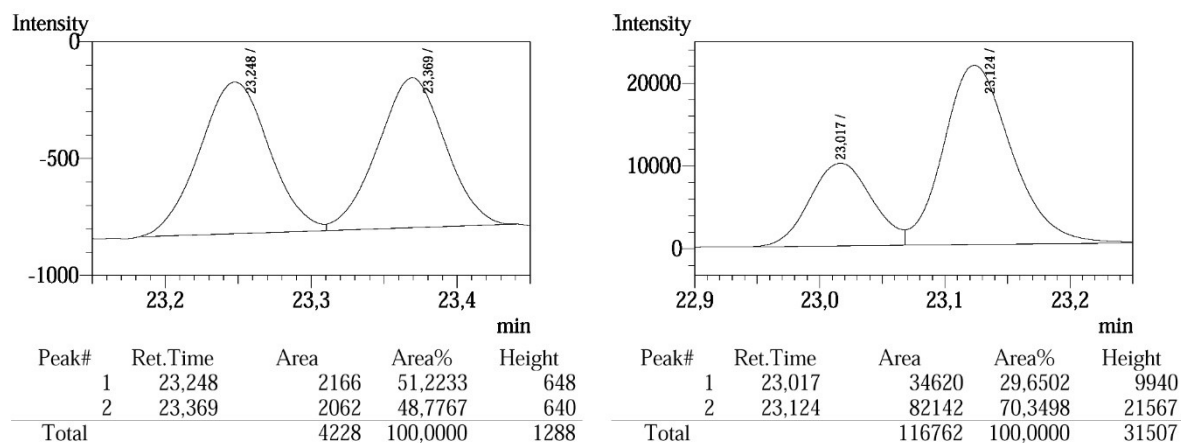 Intensity
0
-500
-1000
23,248 /
23,369 /
23,2 23,3 23,4
min
Peak# Ret.Time Area Area% Height
1 23,248 2166 51,2233 648
2 23,369 2062 48,7767 640
Total 4228 100,0000 1288
Intensity
20000
10000
0
23,017 /
23,124 /
22,9 23,0 23,1 23,2
min
Peak# Ret.Time Area Area% Height
1 23,017 34620 29,6502 9940
2 23,124 82142 70,3498 21567
Total 116762 100,0000 31507